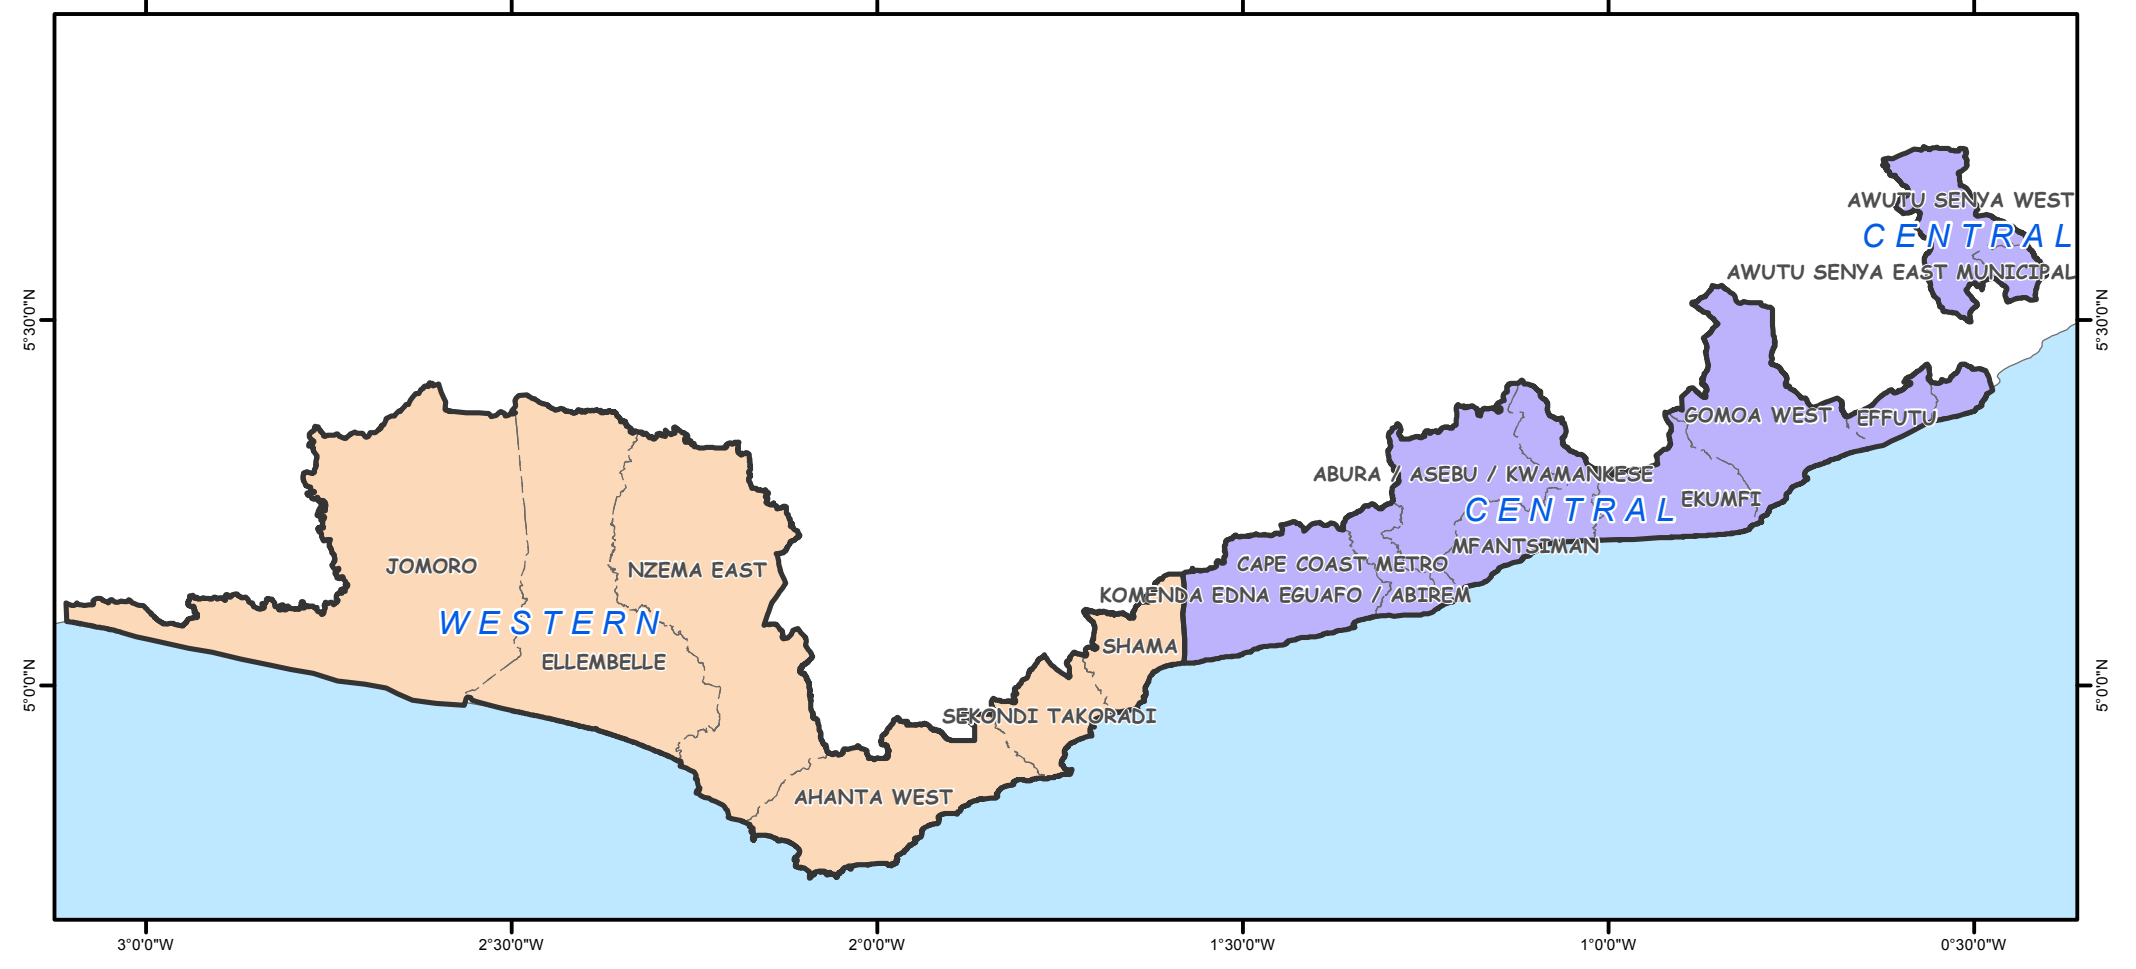 AWUTU SENYA WEST
CENTRAL
AWUTU SENYA EAST MUNICIPAL
5°30'0"N
5°30'0"N
GOMOA WEST
EFFUTU
ABURA / ASEBU / KWAMANKESE
EKUMFI
CENTRAL
MFANTSIMAN
CAPE COAST METRO
JOMORO
NZEMA EAST
KOMENDA EDNA EGUAFO / ABIREM
WESTERN
SHAMA
ELLEMBELLE
5°0'0"N
5°0'0"N
SEKONDI TAKORADI
AHANTA WEST
3°0'0"W
2°30'0"W
2°0'0"W
1°30'0"W
1°0'0"W
0°30'0"W